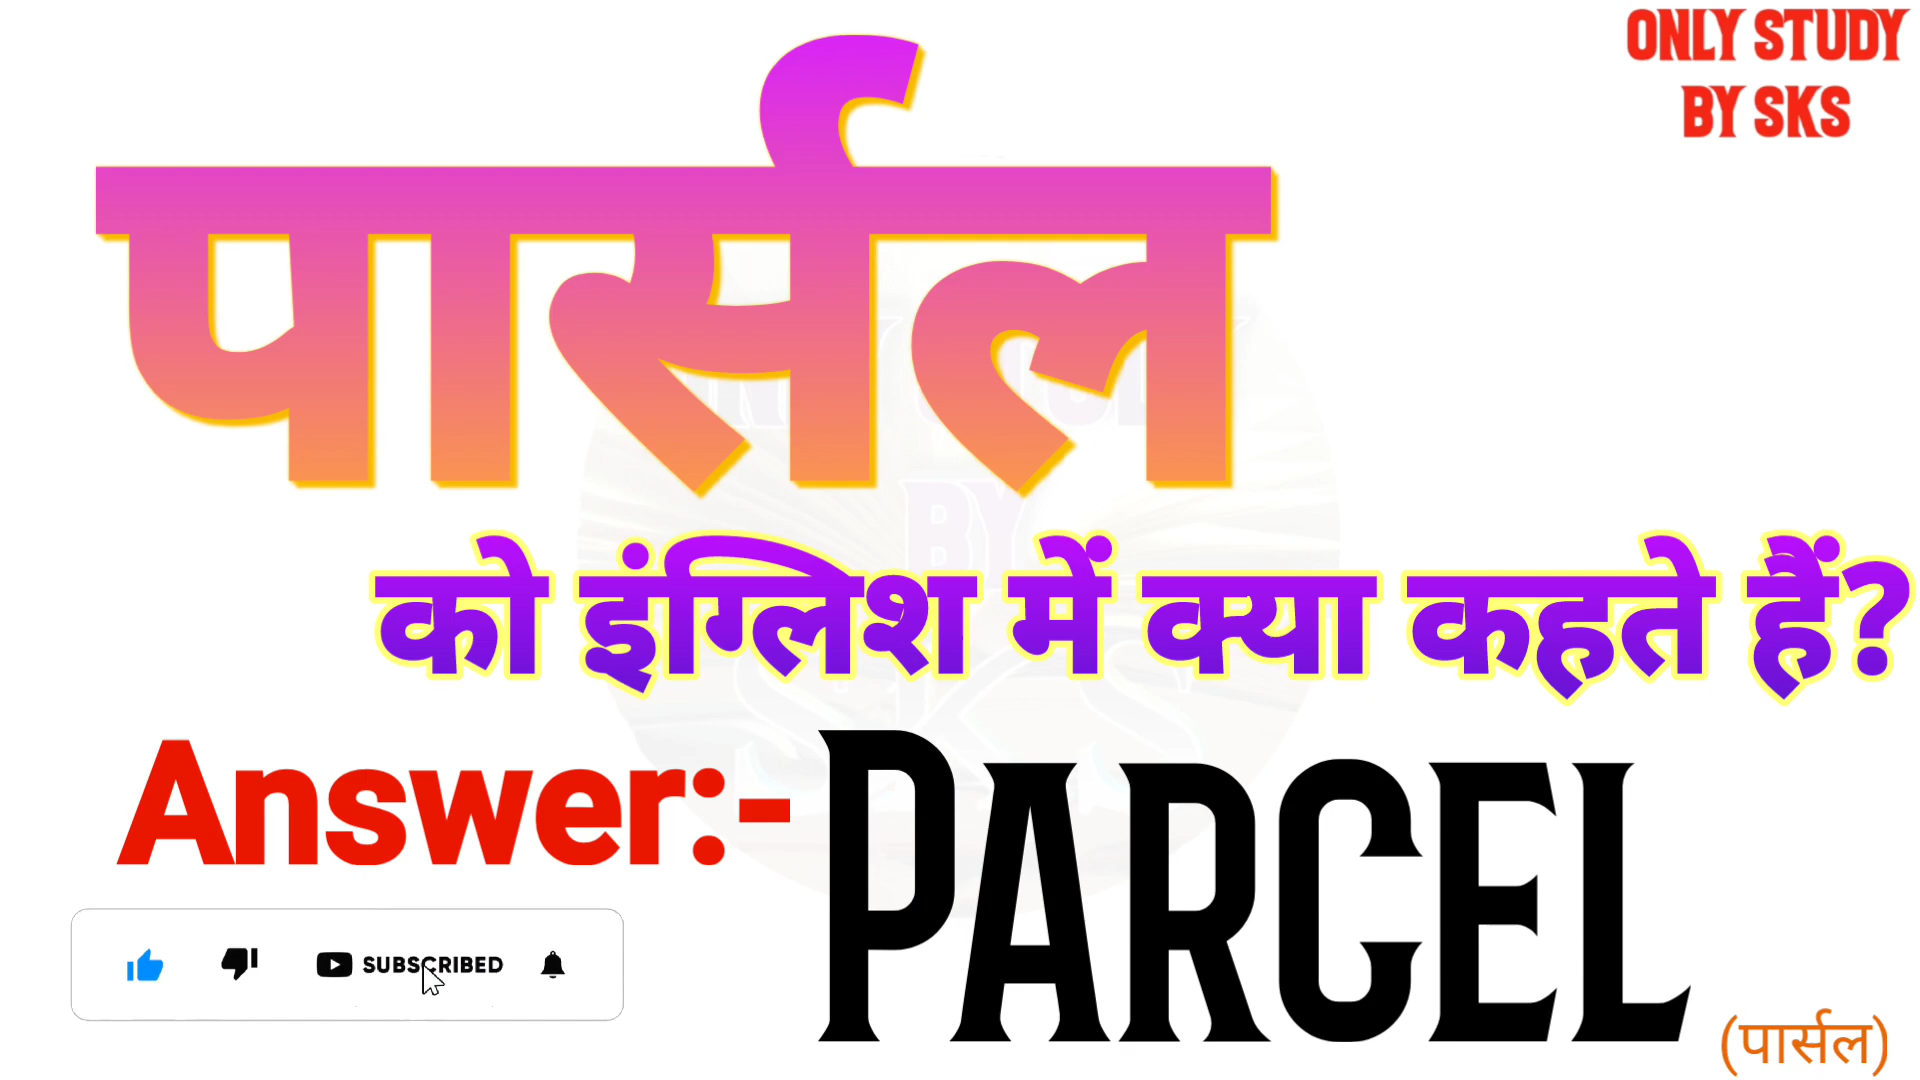 ONLY STUDY
BY SKS
पार्सल
को इंग्लिश में क्या कहते हैं?
Answer:- PARCEL
(पार्सल)
SUBSCRIBED